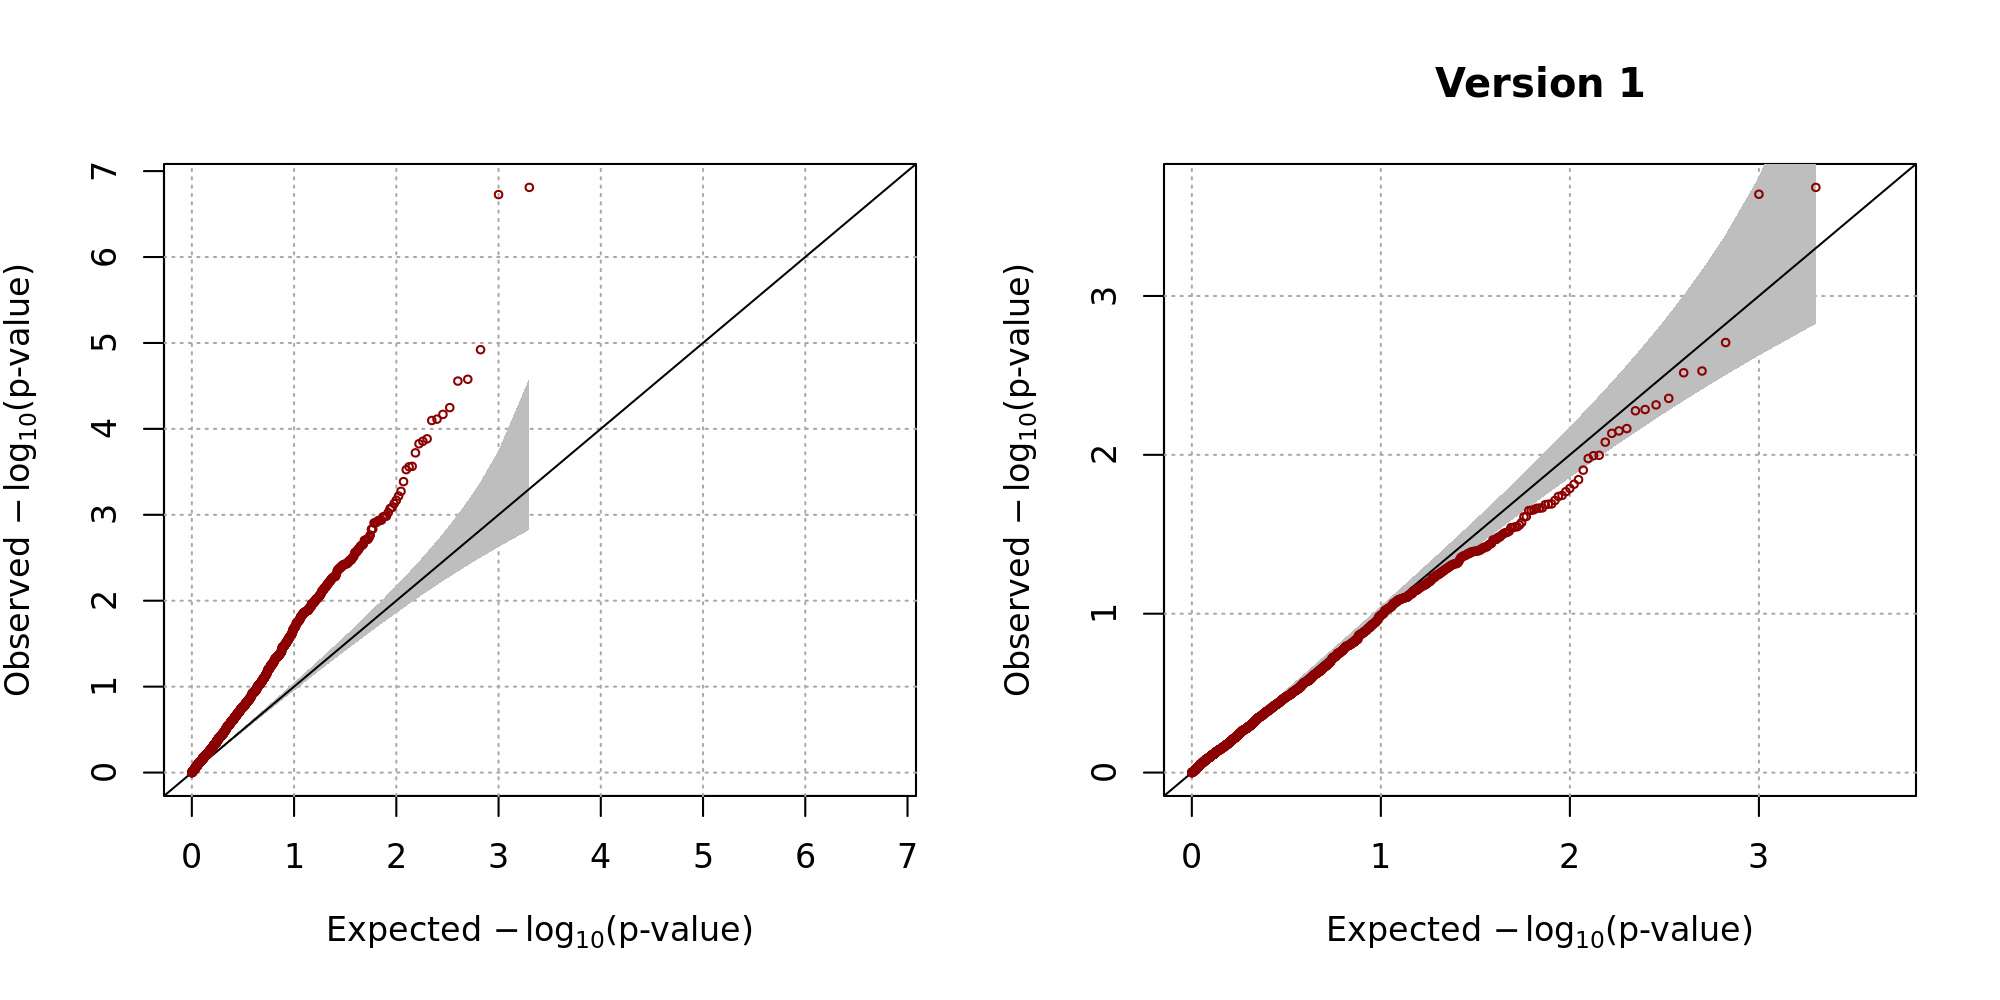 Version 1
Observed −log10(p-value)
7
6
5
4
3
2
1
0
0 1 2 3 4 5 6 7
Expected −log10(p-value)
Observed −log10(p-value)
3
2
1
0
0 1 2 3
Expected −log10(p-value)